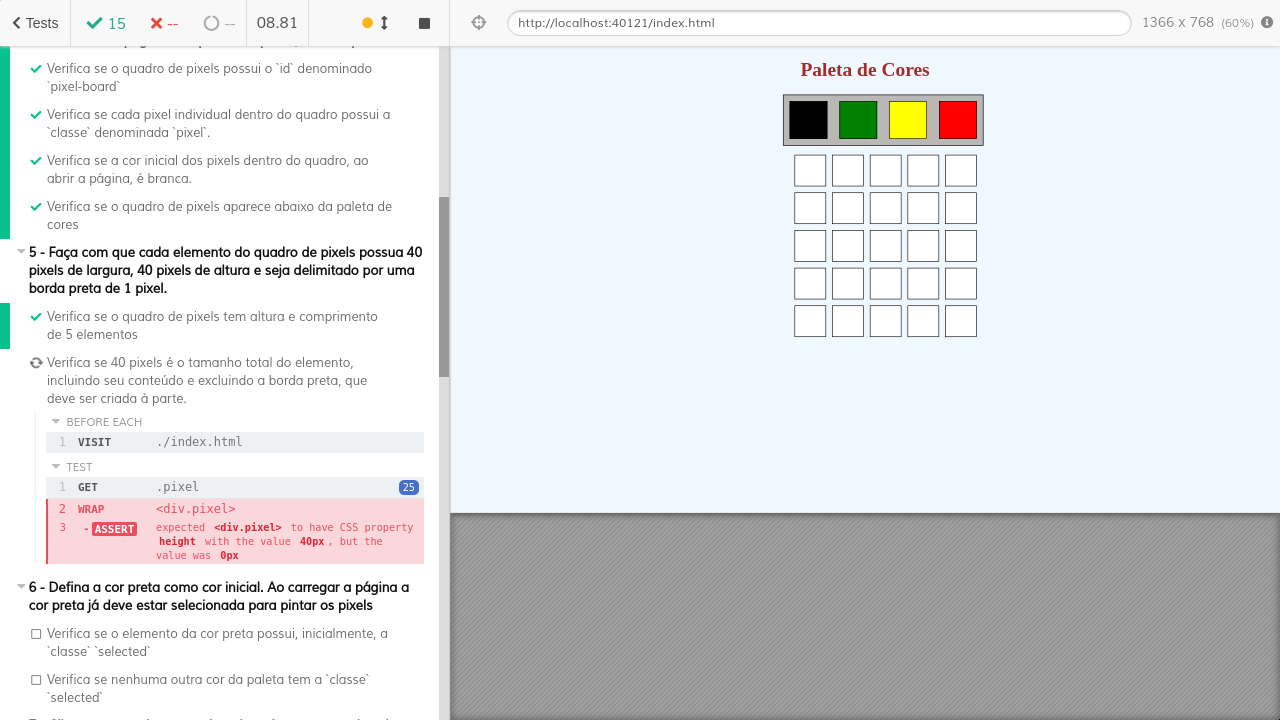 Tests
15
--
--
08.81
http://localhost:40121/index.html
1366 x 768 (60%)
Verifica se o quadro de pixels possui o `id` denominado
`pixel-board`
Verifica se cada pixel individual dentro do quadro possui a
`classe` denominada `pixel`.
Verifica se a cor inicial dos pixels dentro do quadro, ao
abrir a página, é branca.
Verifica se o quadro de pixels aparece abaixo da paleta de
cores
5 - Faça com que cada elemento do quadro de pixels possua 40
pixels de largura, 40 pixels de altura e seja delimitado por uma
borda preta de 1 pixel.
Verifica se o quadro de pixels tem altura e comprimento
de 5 elementos
Verifica se 40 pixels é o tamanho total do elemento,
incluindo seu conteúdo e excluindo a borda preta, que
deve ser criada à parte.
BEFORE EACH
1 VISIT ./index.html
TEST
1 GET .pixel 25
2 WRAP <div.pixel>
3 -ASSERT expected <div.pixel> to have CSS property
height with the value 40px, but the
value was 0px
6 - Defina a cor preta como cor inicial. Ao carregar a página a
cor preta já deve estar selecionada para pintar os pixels
Verifica se o elemento da cor preta possui, inicialmente, a
`classe` `selected`
Verifica se nenhuma outra cor da paleta tem a `classe`
`selected`
Paleta de Cores